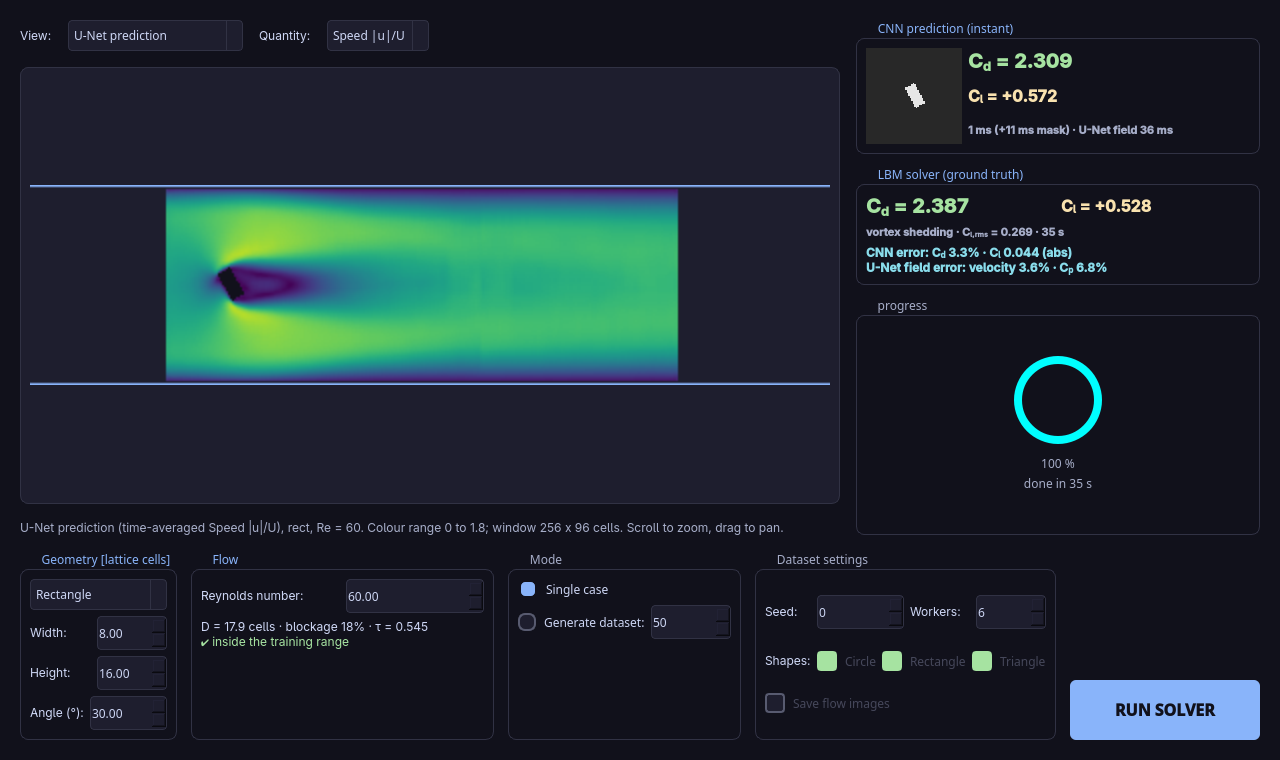 View: U-Net prediction Quantity: Speed |u|/U
CNN prediction (instant)
Cd = 2.309
Cl = +0.572
1 ms (+11 ms mask) · U-Net field 36 ms
LBM solver (ground truth)
Cd = 2.387 Cl = +0.528
vortex shedding · Cl,rms = 0.269 · 35 s
CNN error: Cd 3.3% · Cl 0.044 (abs)
U-Net field error: velocity 3.6% · Cp 6.8%
progress
100 %
done in 35 s
U-Net prediction (time-averaged Speed |u|/U), rect, Re = 60. Colour range 0 to 1.8; window 256 x 96 cells. Scroll to zoom, drag to pan.
Geometry [lattice cells]
Rectangle
Width: 8.00
Height: 16.00
Angle (°): 30.00
Flow
Reynolds number: 60.00
D = 17.9 cells · blockage 18% · τ = 0.545
✔ inside the training range
Mode
Single case
Generate dataset: 50
Dataset settings
Seed: 0 Workers: 6
Shapes: Circle Rectangle Triangle
Save flow images
RUN SOLVER